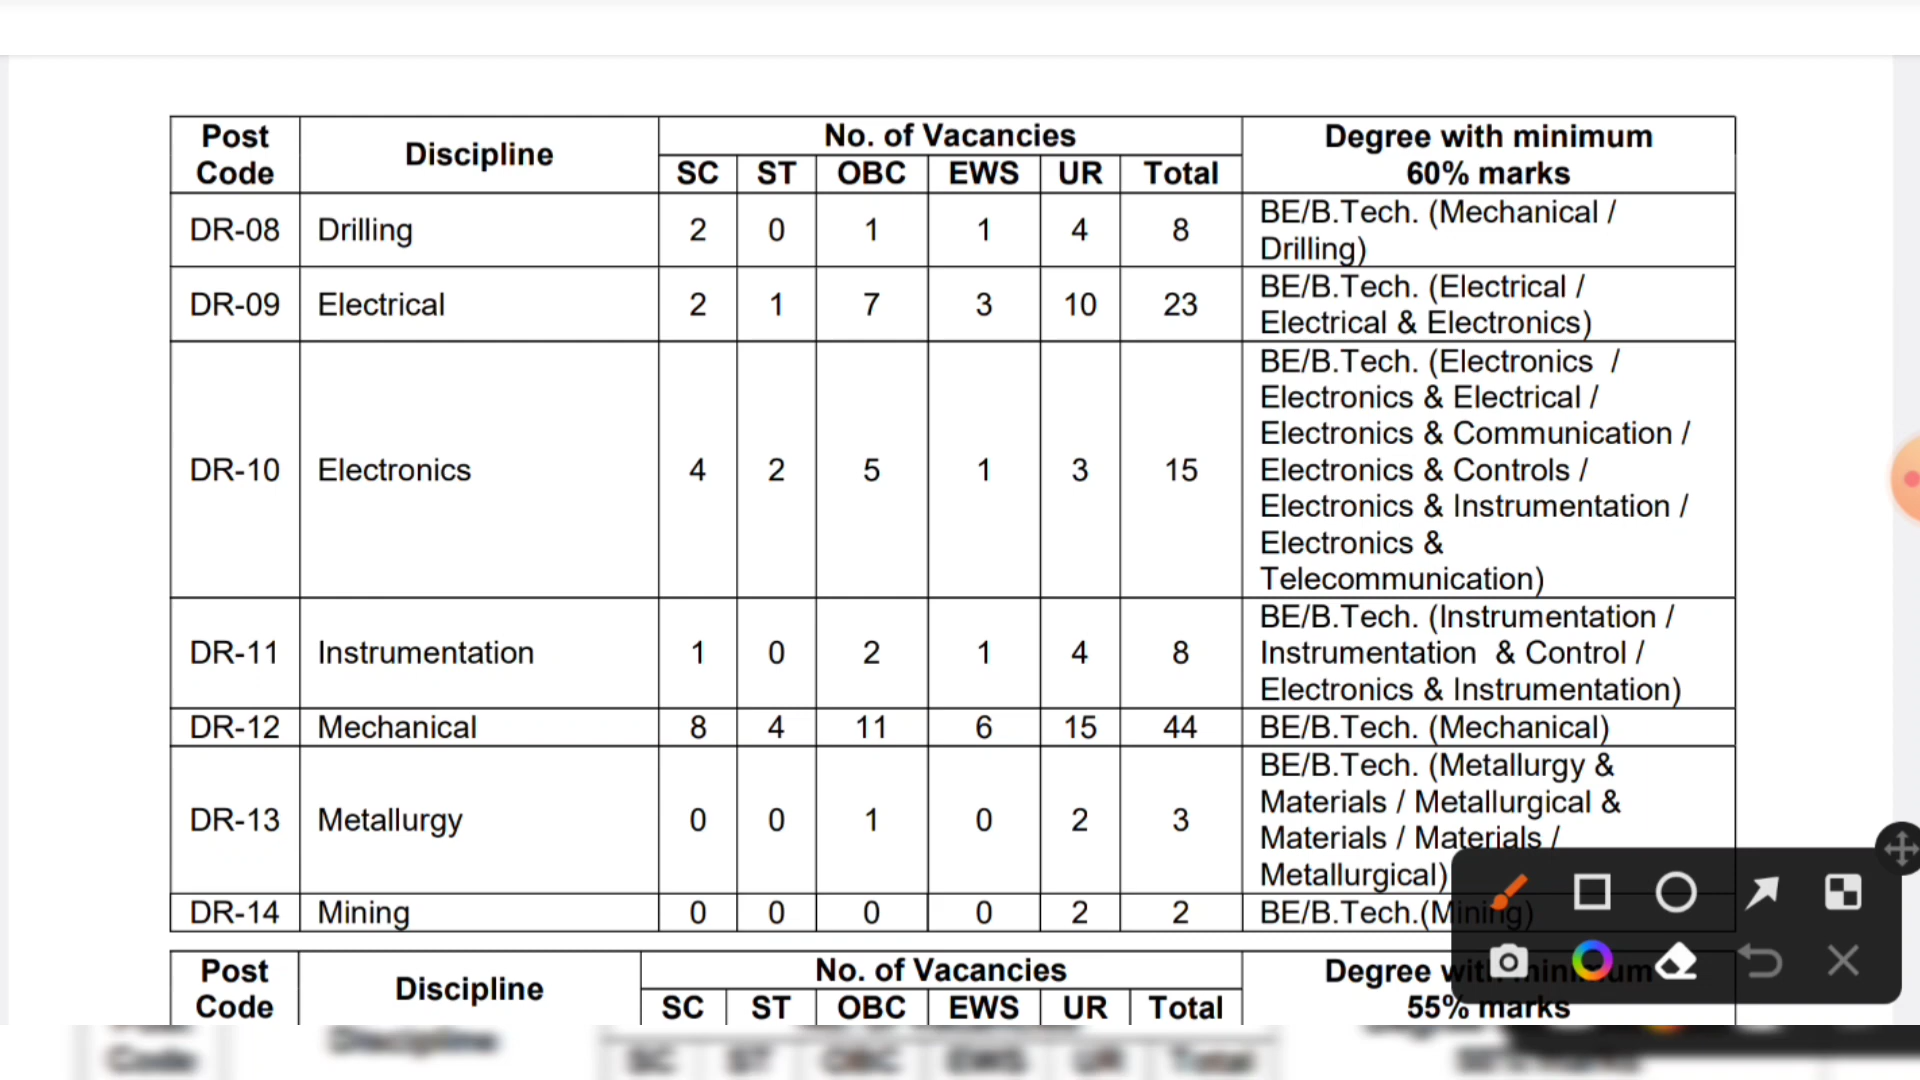 Post Code Discipline No. of Vacancies Degree with minimum 60% marks
SC ST OBC EWS UR Total
DR-08 Drilling 2 0 1 1 4 8 BE/B.Tech. (Mechanical /
Drilling)
DR-09 Electrical 2 1 7 3 10 23 BE/B.Tech. (Electrical /
Electrical & Electronics)
DR-10 Electronics 4 2 5 1 3 15 BE/B.Tech. (Electronics /
Electronics & Electrical /
Electronics & Communication /
Electronics & Controls /
Electronics & Instrumentation /
Electronics &
Telecommunication)
DR-11 Instrumentation 1 0 2 1 4 8 BE/B.Tech. (Instrumentation /
Instrumentation & Control /
Electronics & Instrumentation)
DR-12 Mechanical 8 4 11 6 15 44 BE/B.Tech. (Mechanical)
DR-13 Metallurgy 0 0 1 0 2 3 BE/B.Tech. (Metallurgy &
Materials / Metallurgical &
Materials / Materials /
Metallurgical)
DR-14 Mining 0 0 0 0 2 2 BE/B.Tech.(Mining)
Post Code Discipline No. of Vacancies Degree with minimum 55% marks
SC ST OBC EWS UR Total